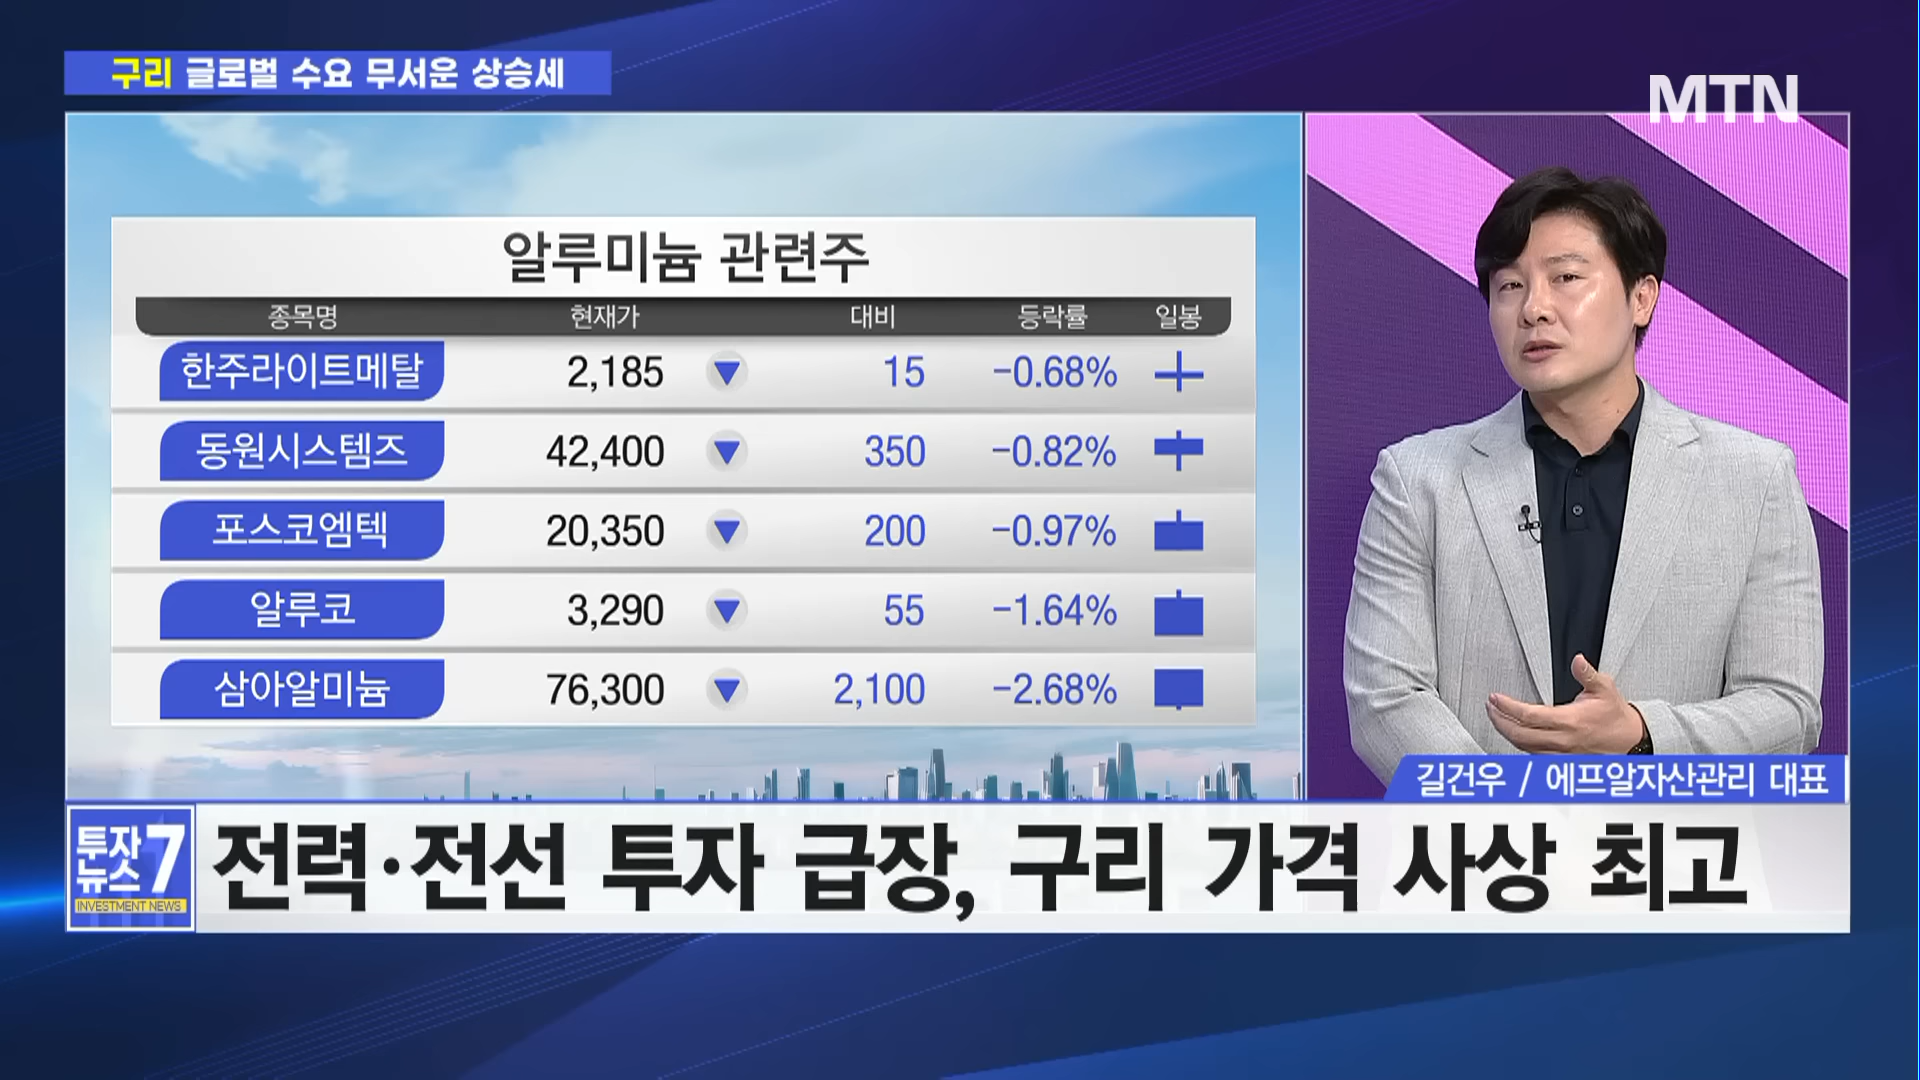 구리 글로벌 수요 무서운 상승세
MTN
알루미늄 관련주
종목명 현재가 대비 등락률 일봉
한주라이트메탈 2,185 ▼ 15 -0.68%
동원시스템즈 42,400 ▼ 350 -0.82%
포스코엠텍 20,350 ▼ 200 -0.97%
알루코 3,290 ▼ 55 -1.64%
삼아알미늄 76,300 ▼ 2,100 -2.68%
길건우 / 에프알자산관리 대표
투자뉴스7
INVESTMENT NEWS
전력·전선 투자 급장, 구리 가격 사상 최고